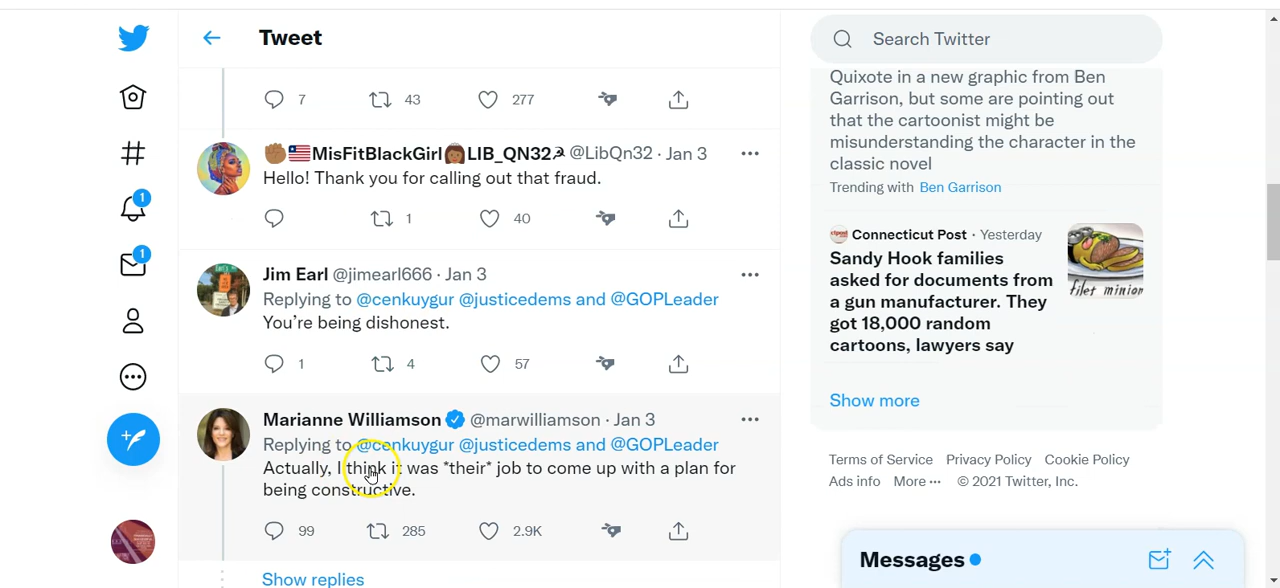 Tweet
7 43 277
MisFitBlackGirl LIB_QN32 @LibQn32 · Jan 3
Hello! Thank you for calling out that fraud.
1 40
Jim Earl @jimearl666 · Jan 3
Replying to @cenkuygur @justicedems and @GOPLeader
You're being dishonest.
1 4 57
Marianne Williamson @marwilliamson · Jan 3
Replying to @cenkuygur @justicedems and @GOPLeader
Actually, I think it was *their* job to come up with a plan for
being constructive.
99 285 2.9K
Show replies
1
1
Search Twitter
Quixote in a new graphic from Ben
Garrison, but some are pointing out
that the cartoonist might be
misunderstanding the character in the
classic novel
Trending with Ben Garrison
Connecticut Post · Yesterday
Sandy Hook families
asked for documents from
a gun manufacturer. They
got 18,000 random
cartoons, lawyers say
filet minion
Show more
Terms of Service Privacy Policy Cookie Policy
Ads info More ··· © 2021 Twitter, Inc.
Messages